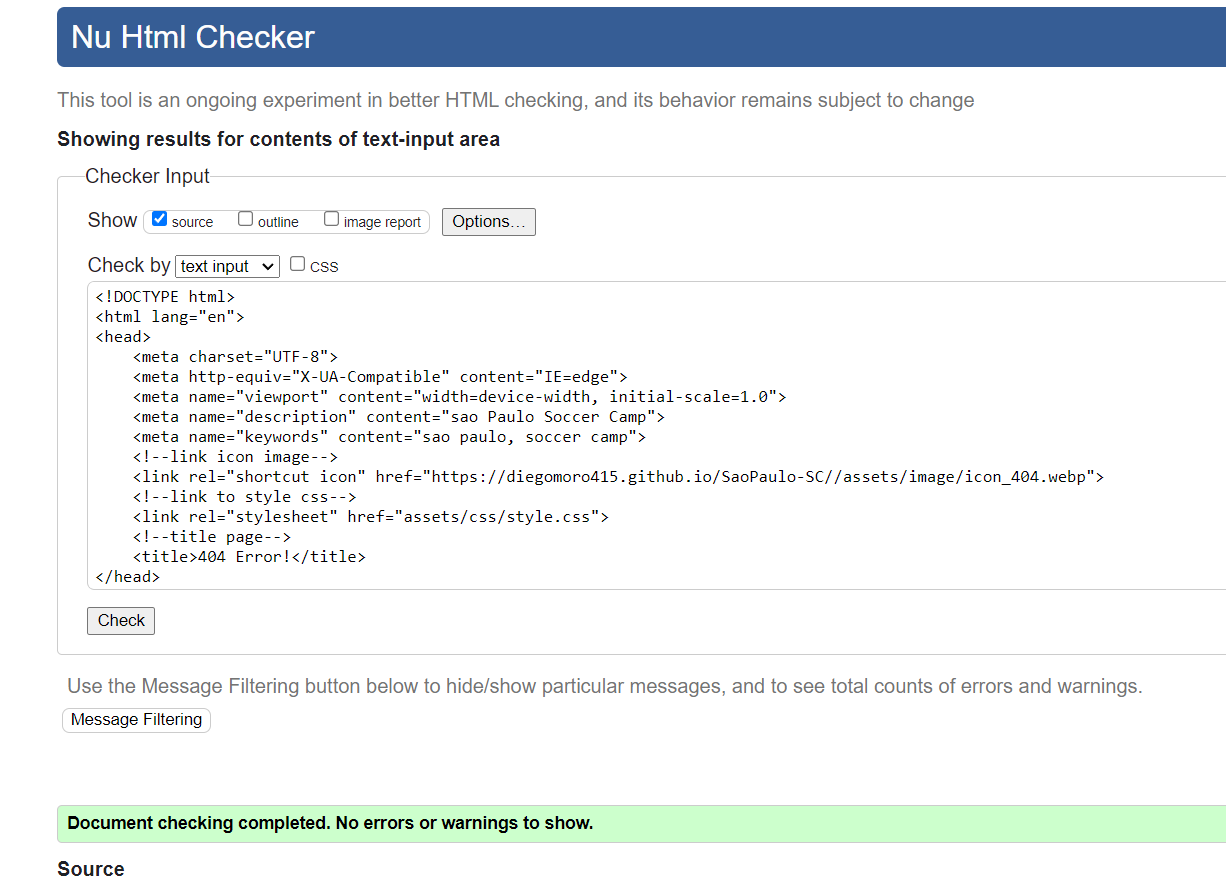 Nu Html Checker
This tool is an ongoing experiment in better HTML checking, and its behavior remains subject to change
Showing results for contents of text-input area
Checker Input
Show source outline image report Options...
Check by text input CSS
<!DOCTYPE html>
<html lang="en">
<head>
    <meta charset="UTF-8">
    <meta http-equiv="X-UA-Compatible" content="IE=edge">
    <meta name="viewport" content="width=device-width, initial-scale=1.0">
    <meta name="description" content="sao Paulo Soccer Camp">
    <meta name="keywords" content="sao paulo, soccer camp">
    <!--link icon image-->
    <link rel="shortcut icon" href="https://diegomoro415.github.io/SaoPaulo-SC//assets/image/icon_404.webp">
    <!--link to style css-->
    <link rel="stylesheet" href="assets/css/style.css">
    <!--title page-->
    <title>404 Error!</title>
</head>
Check
Use the Message Filtering button below to hide/show particular messages, and to see total counts of errors and warnings.
Message Filtering
Document checking completed. No errors or warnings to show.
Source